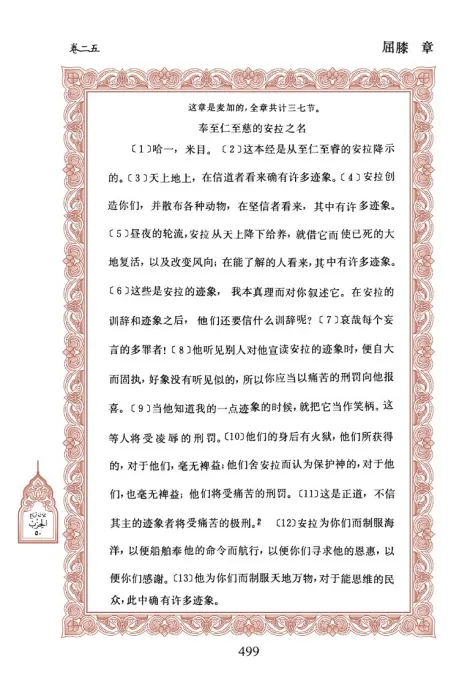 卷二五
屈膝 章
这章是麦加的,全章共计三七节。
奉至仁至慈的安拉之名
〔1〕哈一,米目。〔2〕这本经是从至仁至睿的安拉降示
的。〔3〕天上地上,在信道者看来确有许多迹象。〔4〕安拉创
造你们,并散布各种动物,在坚信者看来,其中有许多迹象。
〔5〕昼夜的轮流,安拉从天上降下给养,就借它而使已死的大
地复活,以及改变风向;在能了解的人看来,其中有许多迹象。
〔6〕这些是安拉的迹象,我本真理而对你叙述它。在安拉的
训辞和迹象之后,他们还要信什么训辞呢?〔7〕哀哉每个妄
言的多罪者!〔8〕他听见别人对他宣读安拉的迹象时,便自大
而固执,好象没有听见似的,所以你应当以痛苦的刑罚向他报
喜。〔9〕当他知道我的一点迹象的时候,就把它当作笑柄。这
等人将受凌辱的刑罚。〔10〕他们的身后有火狱,他们所获得
的,对于他们,毫无裨益;他们舍安拉而认为保护神的,对于他
们,也毫无裨益;他们将受痛苦的刑罚。〔11〕这是正道,不信
其主的迹象者将受痛苦的极刑。 〔12〕安拉为你们而制服海
洋,以便船舶奉他的命令而航行,以便你们寻求他的恩惠,以
便你们感谢。〔13〕他为你们而制服天地万物,对于能思维的民
众,此中确有许多迹象。
الحزب
٥٠
499